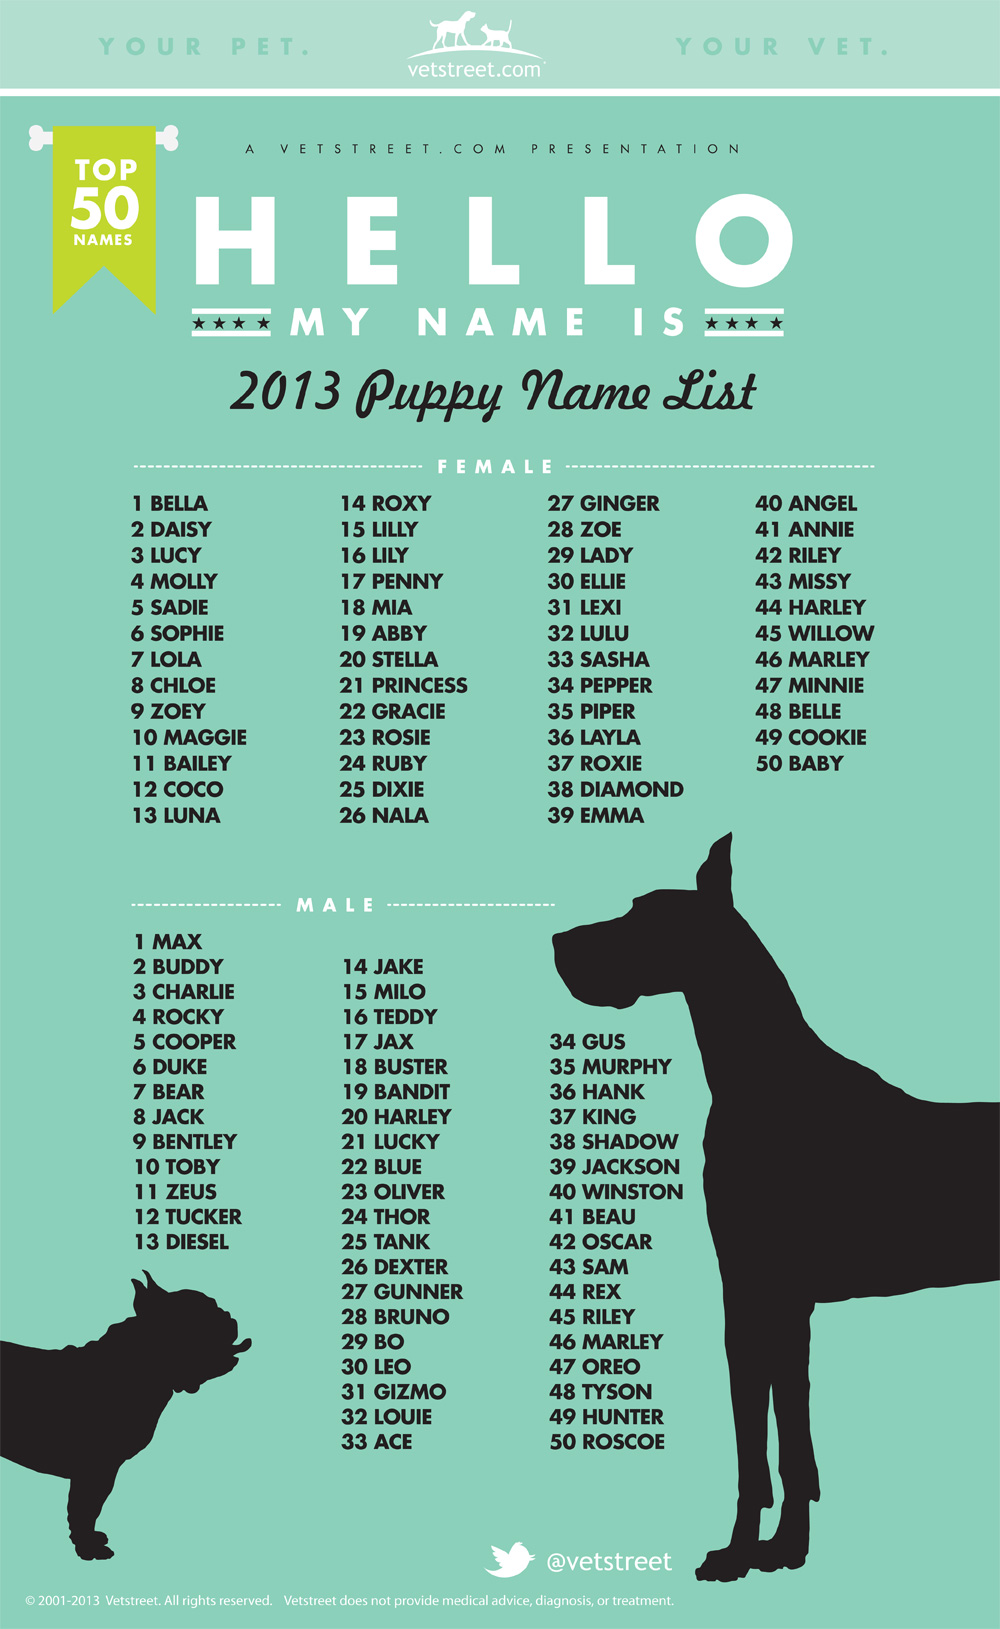 YOUR PET.
vetstreet.com
YOUR VET.
TOP
50
NAMES
A VETSTREET.COM PRESENTATION
HELLO
MY NAME IS
2013 Puppy Name List
FEMALE
1 BELLA
2 DAISY
3 LUCY
4 MOLLY
5 SADIE
6 SOPHIE
7 LOLA
8 CHLOE
9 ZOEY
10 MAGGIE
11 BAILEY
12 COCO
13 LUNA
14 ROXY
15 LILLY
16 LILY
17 PENNY
18 MIA
19 ABBY
20 STELLA
21 PRINCESS
22 GRACIE
23 ROSIE
24 RUBY
25 DIXIE
26 NALA
27 GINGER
28 ZOE
29 LADY
30 ELLIE
31 LEXI
32 LULU
33 SASHA
34 PEPPER
35 PIPER
36 LAYLA
37 ROXIE
38 DIAMOND
39 EMMA
40 ANGEL
41 ANNIE
42 RILEY
43 MISSY
44 HARLEY
45 WILLOW
46 MARLEY
47 MINNIE
48 BELLE
49 COOKIE
50 BABY
MALE
1 MAX
2 BUDDY
3 CHARLIE
4 ROCKY
5 COOPER
6 DUKE
7 BEAR
8 JACK
9 BENTLEY
10 TOBY
11 ZEUS
12 TUCKER
13 DIESEL
14 JAKE
15 MILO
16 TEDDY
17 JAX
18 BUSTER
19 BANDIT
20 HARLEY
21 LUCKY
22 BLUE
23 OLIVER
24 THOR
25 TANK
26 DEXTER
27 GUNNER
28 BRUNO
29 BO
30 LEO
31 GIZMO
32 LOUIE
33 ACE
34 GUS
35 MURPHY
36 HANK
37 KING
38 SHADOW
39 JACKSON
40 WINSTON
41 BEAU
42 OSCAR
43 SAM
44 REX
45 RILEY
46 MARLEY
47 OREO
48 TYSON
49 HUNTER
50 ROSCOE
@vetstreet
© 2001-2013 Vetstreet. All rights reserved. Vetstreet does not provide medical advice, diagnosis, or treatment.